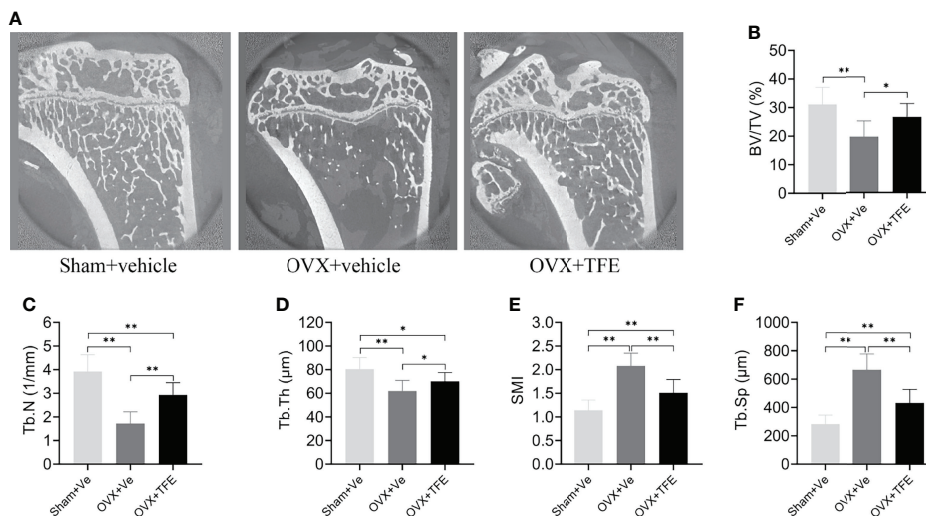 A
Sham+vehicle
OVX+vehicle
OVX+TFE
B
BV/TV (%)
50
40
30
20
10
0
**
*
Sham+Ve
OVX+Ve
OVX+TFE
C
Tb.N (1/mm)
6
5
4
3
2
1
0
**
**
**
Sham+Ve
OVX+Ve
OVX+TFE
D
Tb.Th (μm)
120
100
80
60
40
20
0
*
**
*
Sham+Ve
OVX+Ve
OVX+TFE
E
SMI
3.0
2.5
2.0
1.5
1.0
0.5
0.0
**
**
**
Sham+Ve
OVX+Ve
OVX+TFE
F
Tb.Sp (μm)
1000
800
600
400
200
0
**
**
**
Sham+Ve
OVX+Ve
OVX+TFE